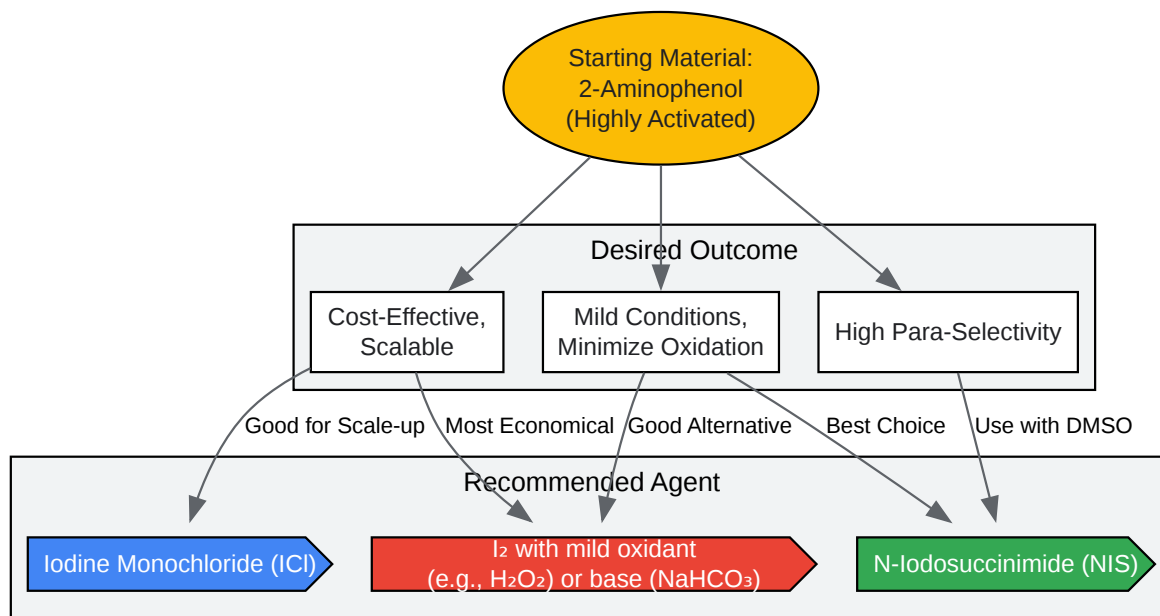 Starting Material:
2-Aminophenol
(Highly Activated)
Desired Outcome
Cost-Effective,
Scalable
Mild Conditions,
Minimize Oxidation
High Para-Selectivity
Good for Scale-up
Most Economical
Good Alternative
Best Choice
Use with DMSO
Recommended Agent
Iodine Monochloride (ICl)
I₂ with mild oxidant
(e.g., H₂O₂) or base (NaHCO₃)
N-Iodosuccinimide (NIS)